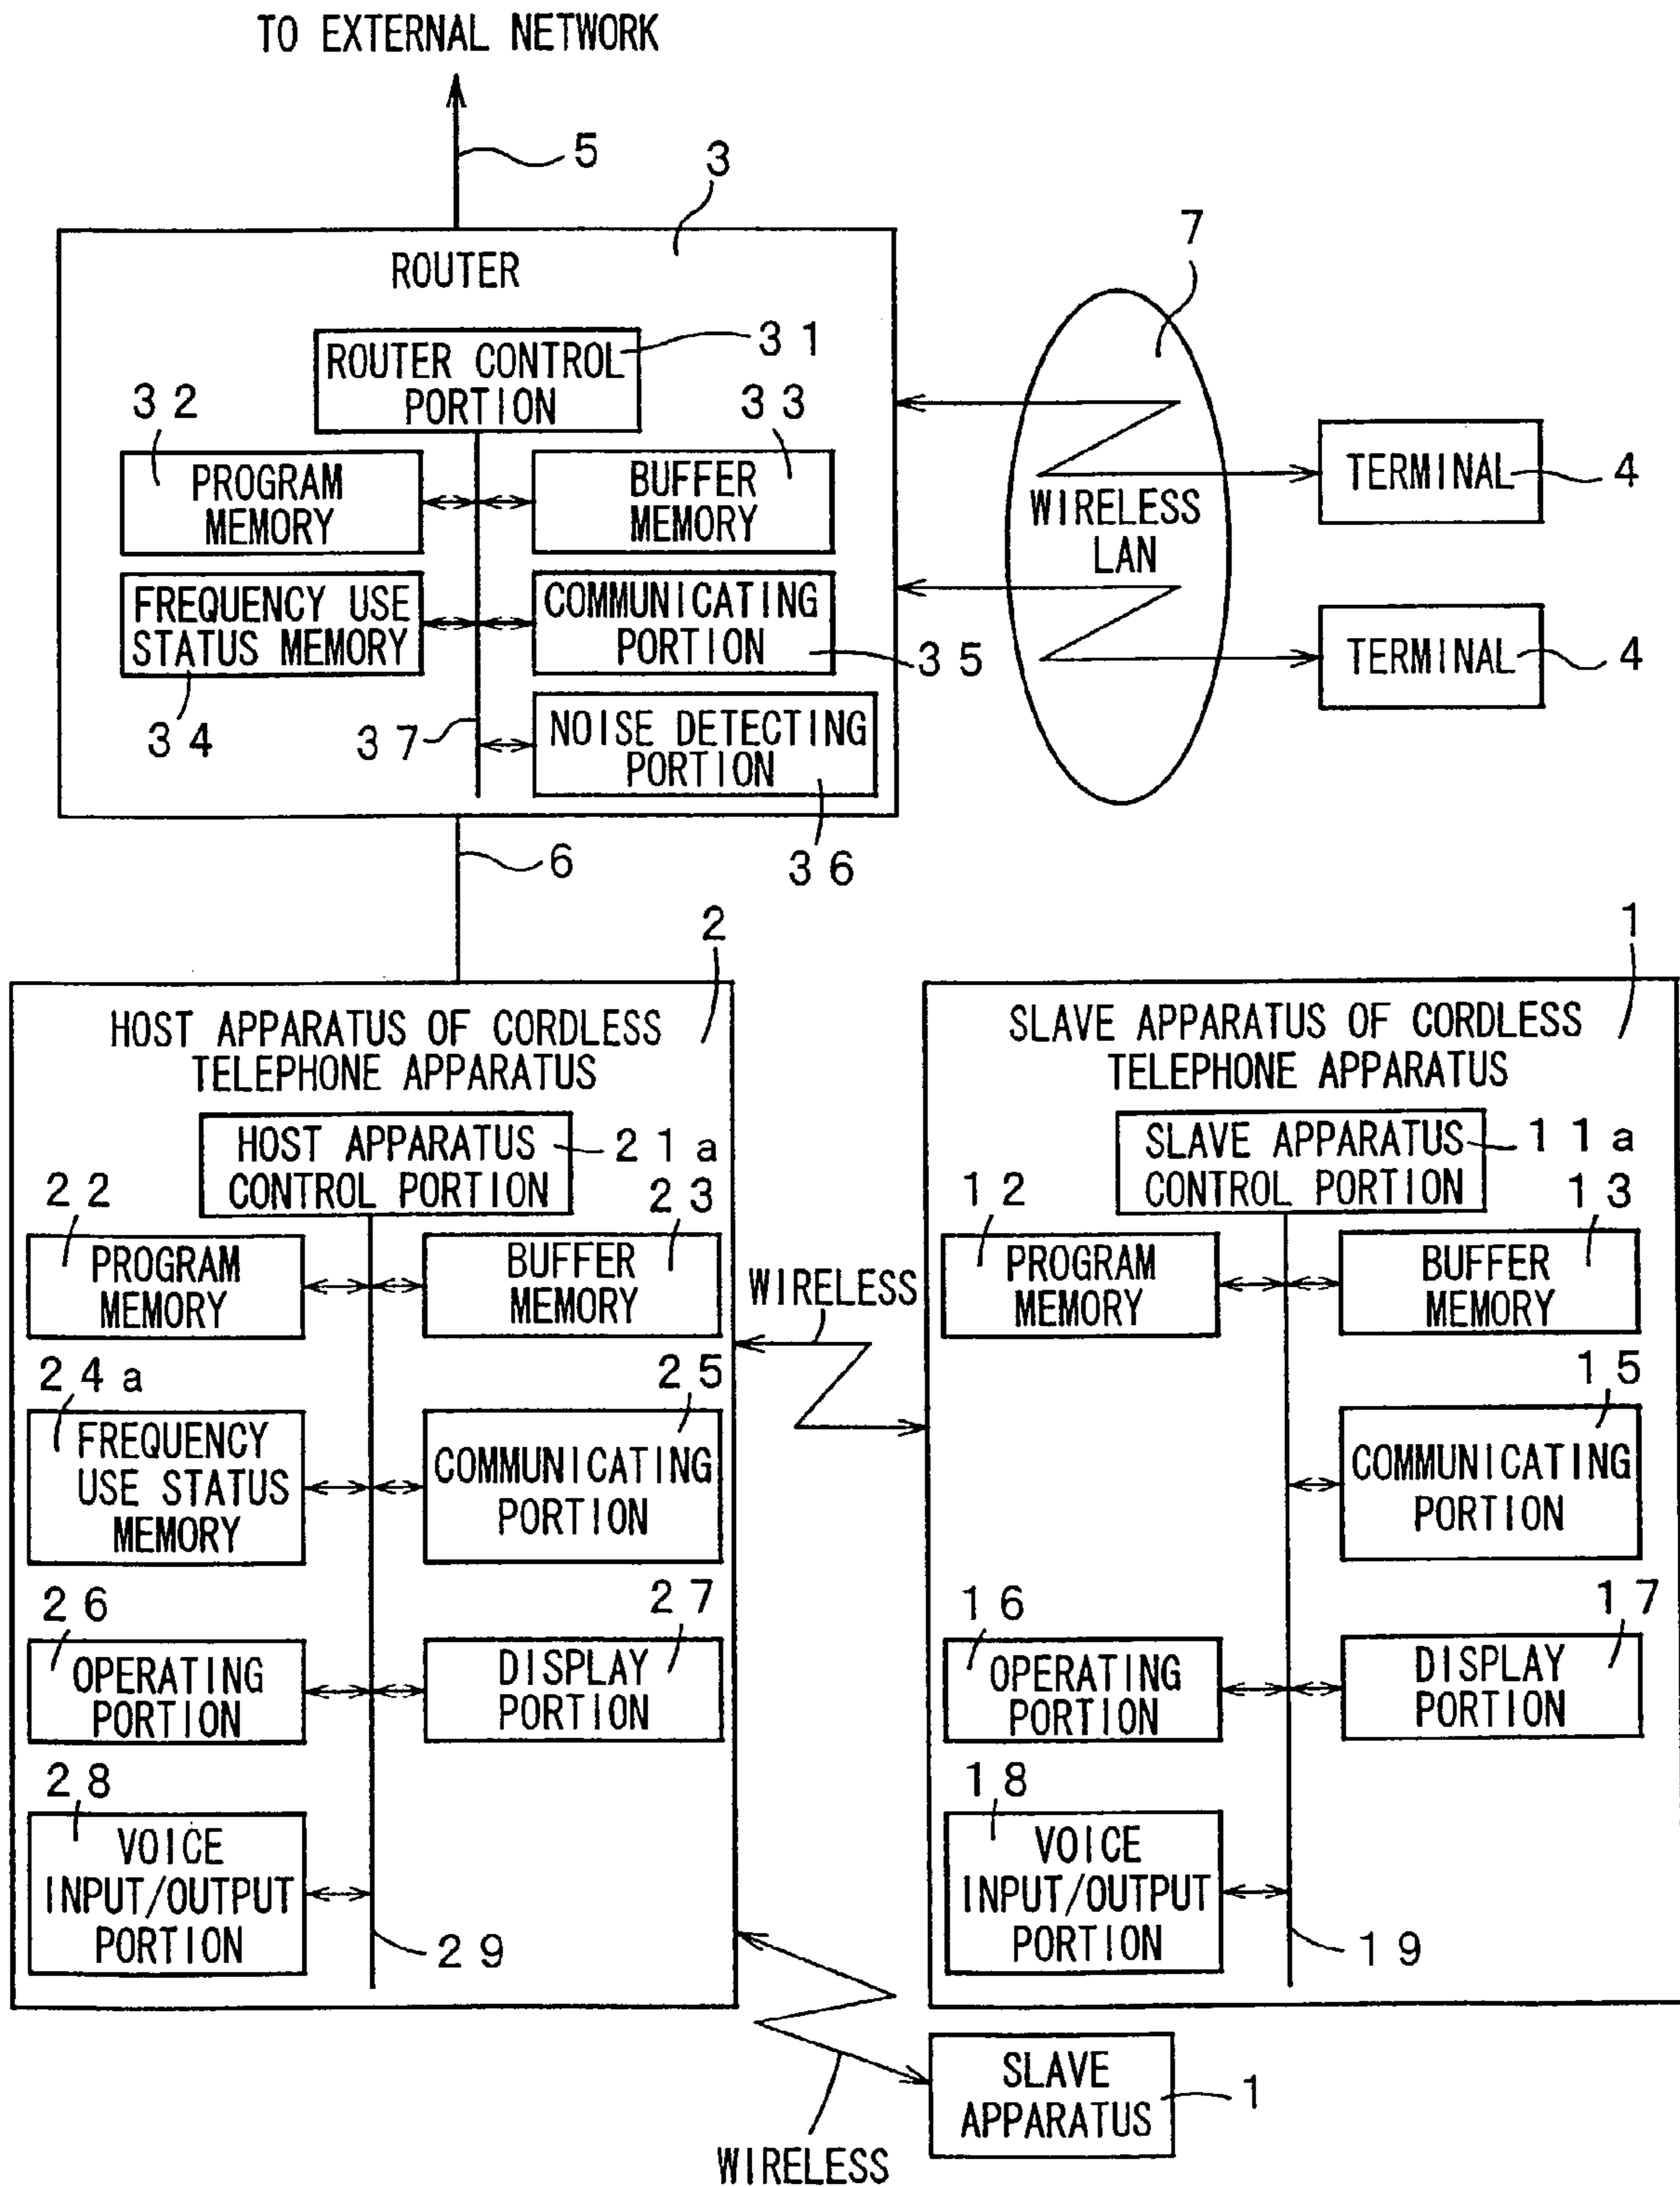 TO EXTERNAL NETWORK
5
3
7
ROUTER
ROUTER CONTROL
PORTION
31
32
33
PROGRAM
MEMORY
BUFFER
MEMORY
TERMINAL
4
WIRELESS
LAN
FREQUENCY USE
STATUS MEMORY
COMMUNICATING
PORTION
35
TERMINAL
4
34
37
NOISE DETECTING
PORTION
36
6
2
1
HOST APPARATUS OF CORDLESS
TELEPHONE APPARATUS
HOST APPARATUS
CONTROL PORTION
21a
22
23
PROGRAM
MEMORY
BUFFER
MEMORY
24a
25
FREQUENCY
USE STATUS
MEMORY
COMMUNICATING
PORTION
26
27
OPERATING
PORTION
DISPLAY
PORTION
28
VOICE
INPUT/OUTPUT
PORTION
29
WIRELESS
SLAVE APPARATUS OF CORDLESS
TELEPHONE APPARATUS
SLAVE APPARATUS
CONTROL PORTION
11a
12
13
PROGRAM
MEMORY
BUFFER
MEMORY
15
COMMUNICATING
PORTION
16
17
OPERATING
PORTION
DISPLAY
PORTION
18
VOICE
INPUT/OUTPUT
PORTION
19
SLAVE
APPARATUS
1
WIRELESS